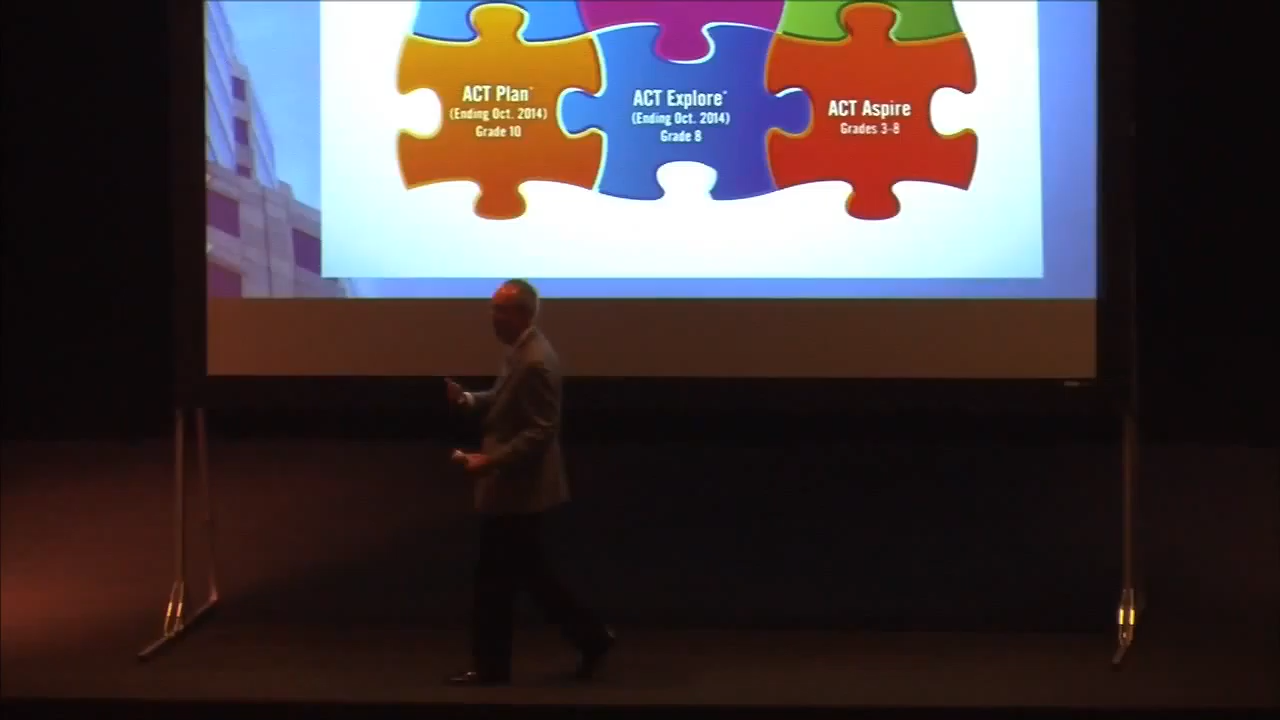 ACT Plan®
(Ending Oct. 2014)
Grade 10
ACT Explore®
(Ending Oct. 2014)
Grade 8
ACT Aspire
Grades 3-8